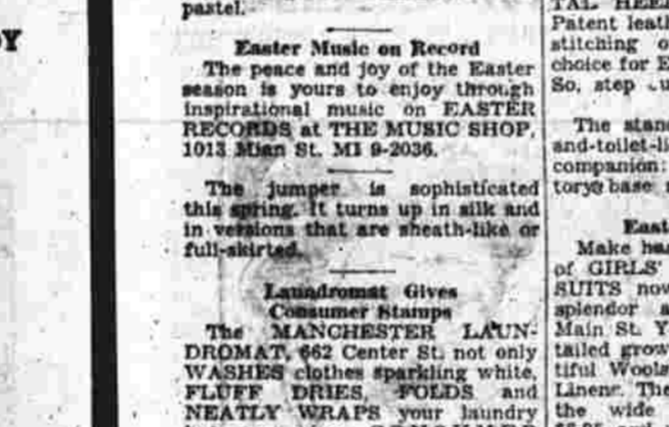 pastel.
Easter Music on Record
The peace and joy of the Easter
season is yours to enjoy through
inspirational music on EASTER
RECORDS at THE MUSIC SHOP,
1013 Mian St. MI 9-2036.
The jumper is sophisticated
this spring. It turns up in silk and
in versions that are sheath-like or
full-skirted.
Laundromat Gives
Consumer Stamps
The MANCHESTER LAUN-
DROMAT, 662 Center St. not only
WASHES clothes sparkling white,
FLUFF DRIES, FOLDS and
NEATLY WRAPS your laundry
Y
TAL HEEL
Patent leath
stitching o
choice for E
So, step
The stan
and-toilet-li
companion:
base
East
Make ha
of GIRLS'
SUITS now
splendor a
Main St. Y
tailed grow
tiful Wools
Linens. Th
the wide